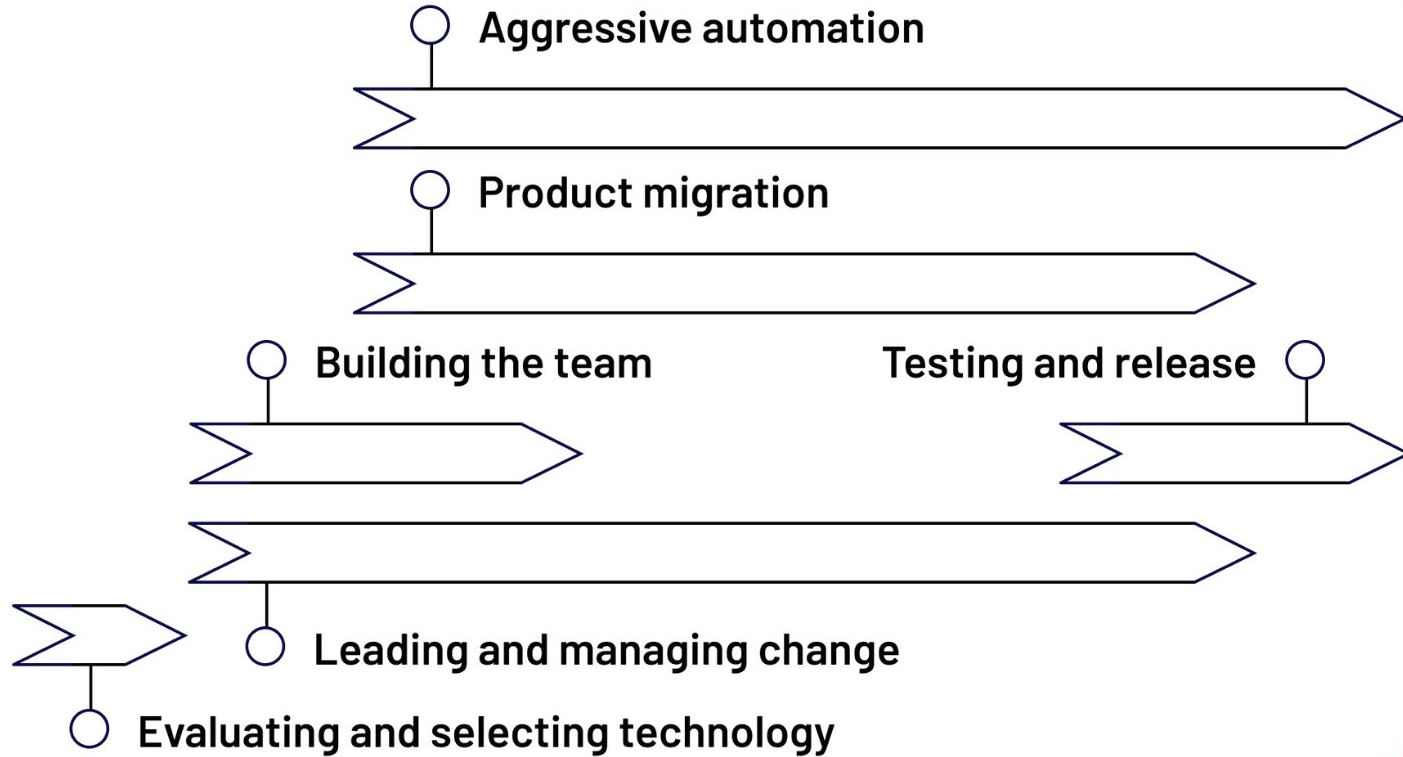 Aggressive automation
Product migration
Building the team
Testing and release
Leading and managing change
Evaluating and selecting technology